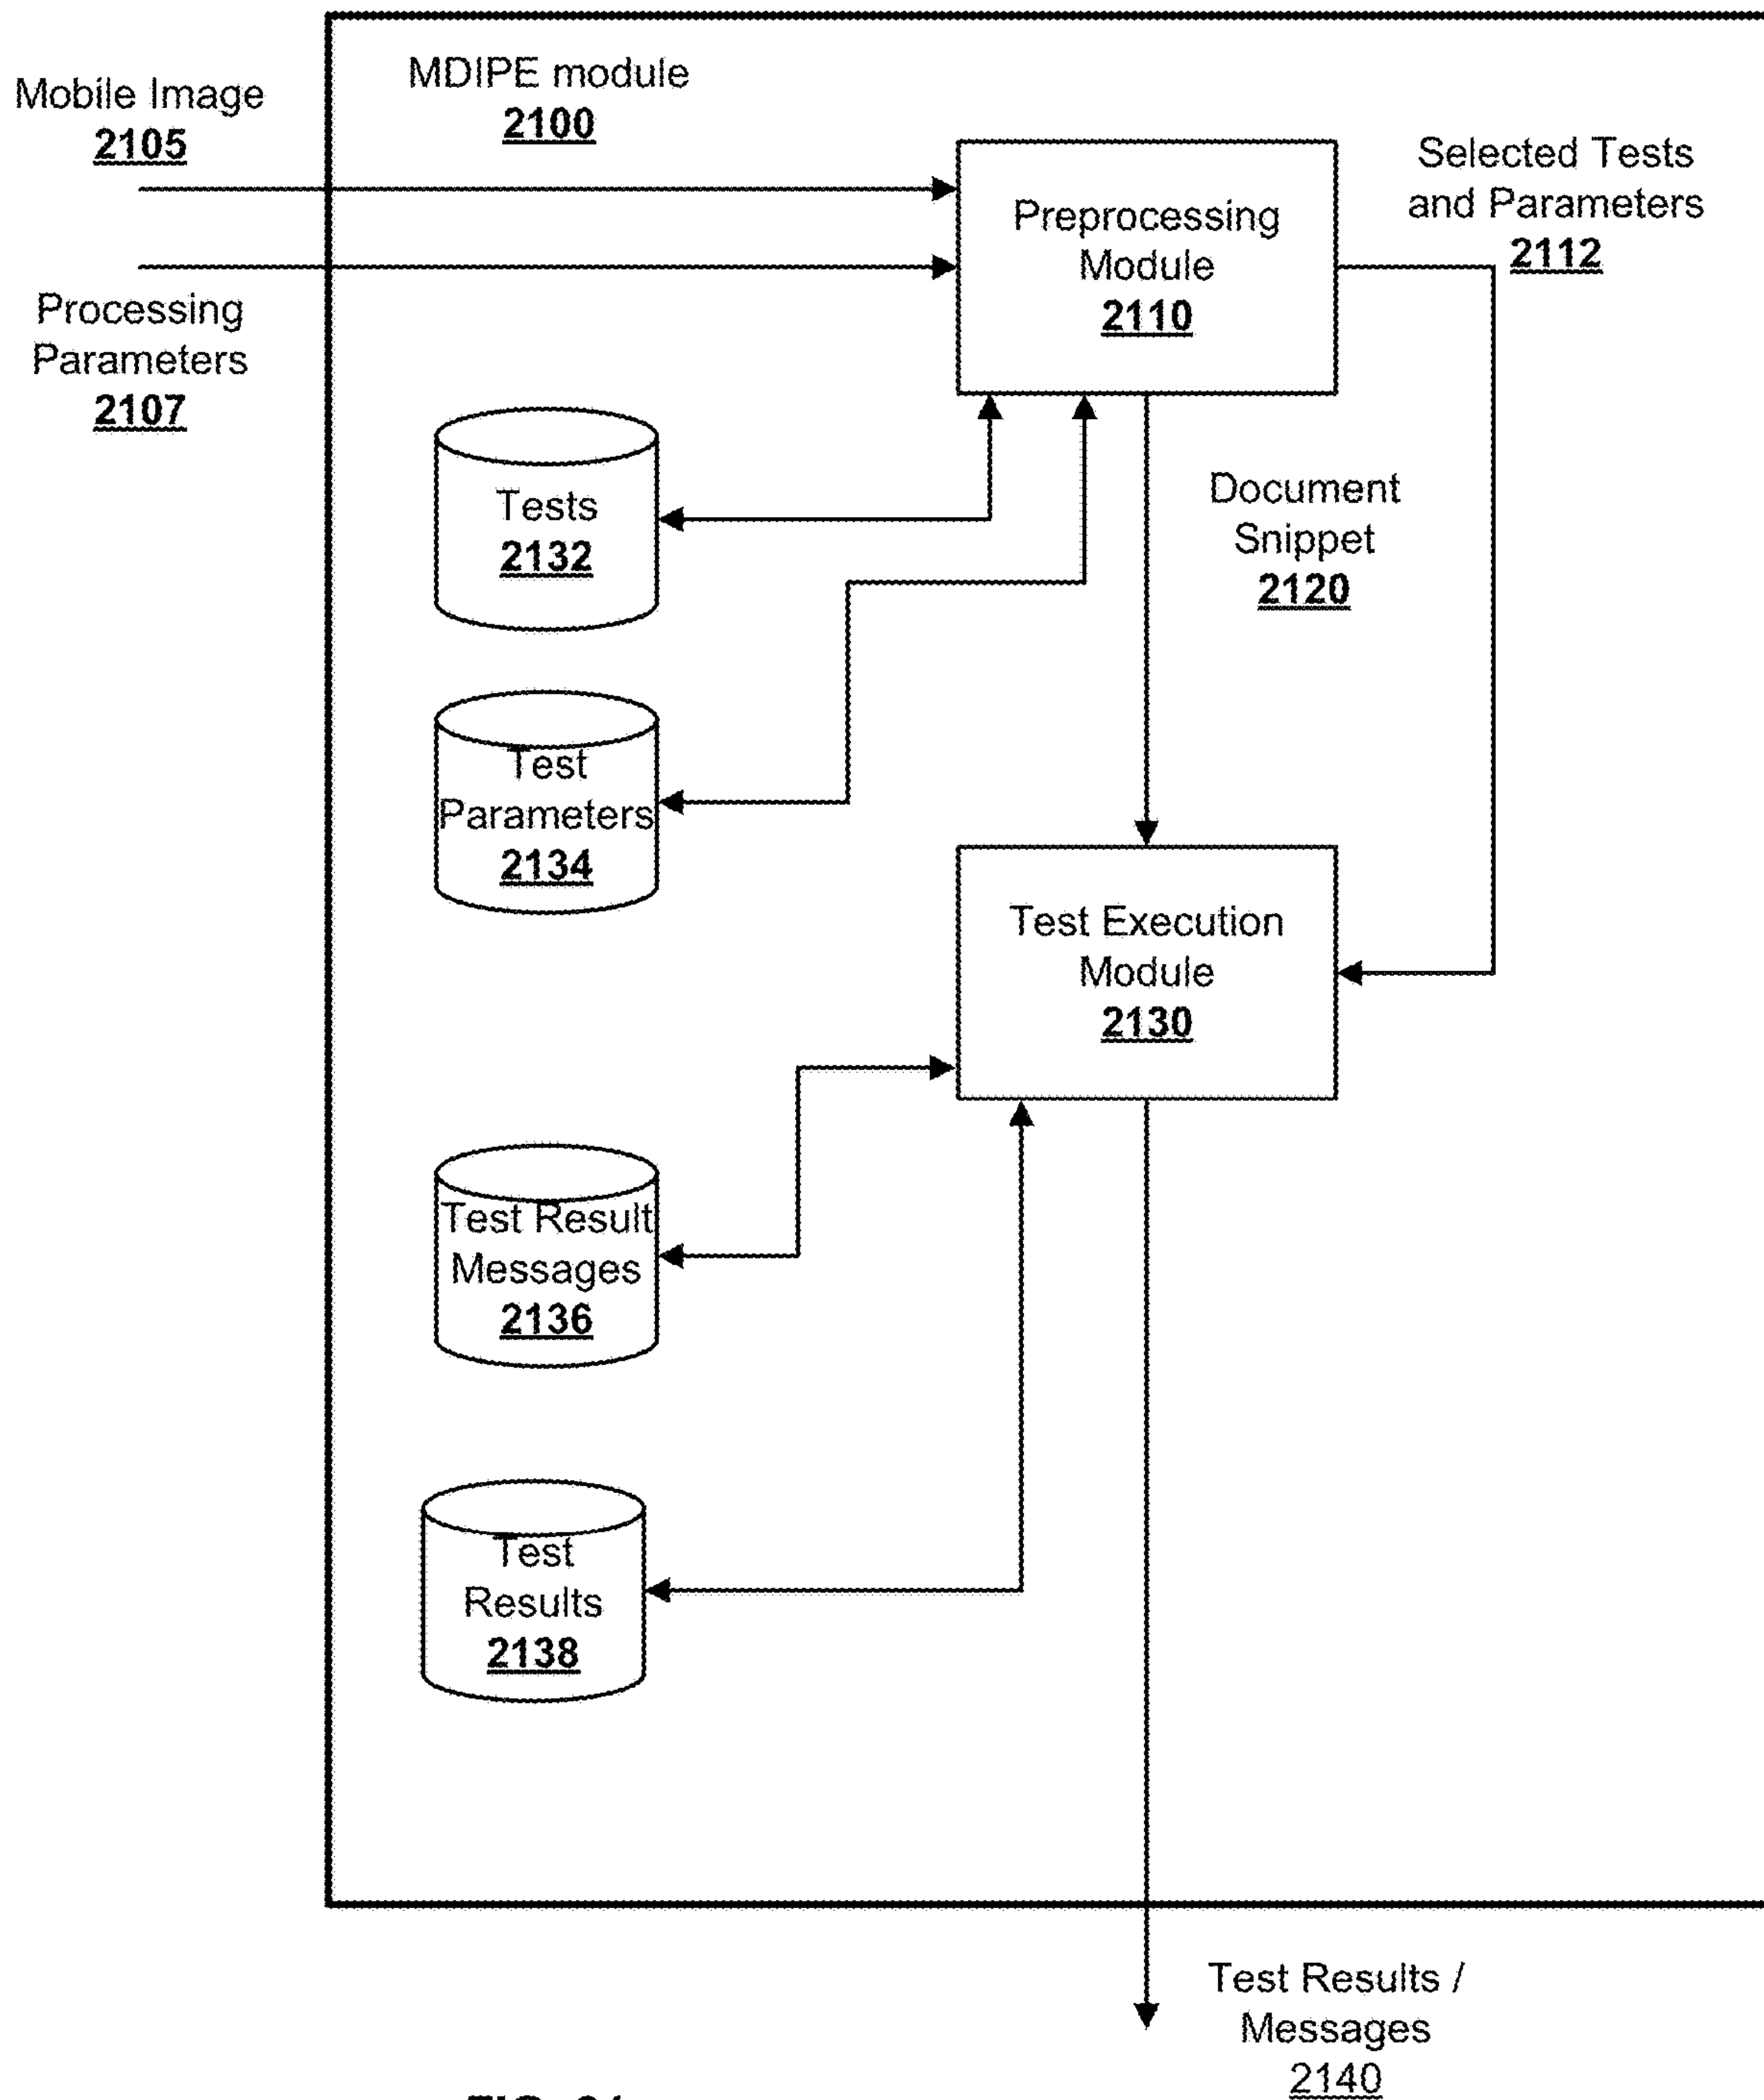 Mobile Image
2105
MDIPE module
2100
Selected Tests
and Parameters
2112
Preprocessing
Module
2110
Processing
Parameters
2107
Tests
2132
Document
Snippet
2120
Test
Parameters
2134
Test Execution
Module
2130
Test Result
Messages
2136
Test
Results
2138
Test Results /
Messages
2140